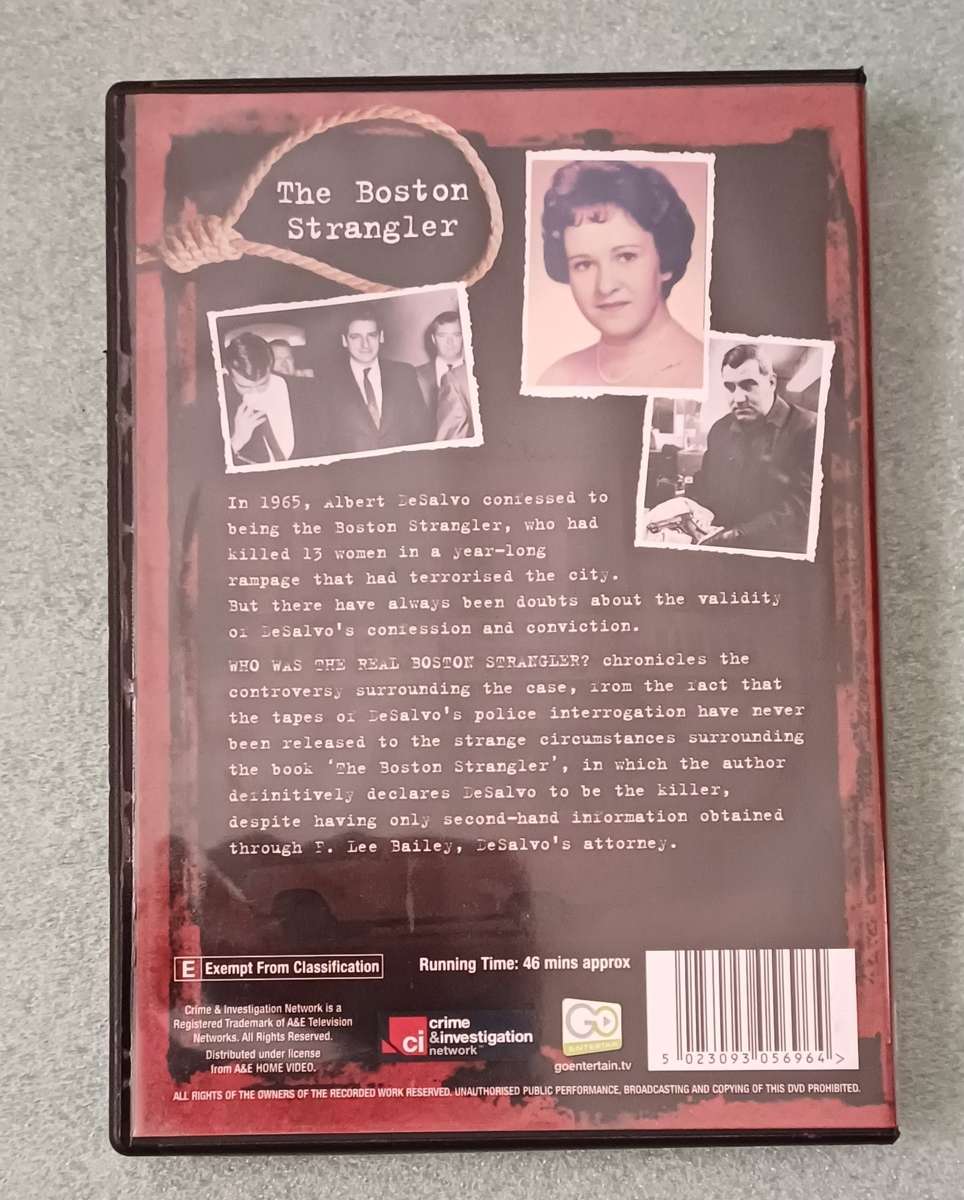 The Boston
Strangler
In 1965, Albert DeSalvo confessed to
being the Boston Strangler, who had
killed 13 women in a year-long
rampage that had terrorised the city.
But there have always been doubts about the validity
of DeSalvo's confession and conviction.
WHO WAS THE REAL BOSTON STRANGLER? chronicles the
controversy surrounding the case, from the fact that
the tapes of DeSalvo's police interrogation have never
been released to the strange circumstances surrounding
the book ‘The Boston Strangler’, in which the author
definitively declares DeSalvo to be the killer,
despite having only second-hand information obtained
through F. Lee Bailey, DeSalvo's attorney.
E Exempt From Classification
Running Time: 46 mins approx
Crime & Investigation Network is a
Registered Trademark of A&E Television
Networks. All Rights Reserved.
Distributed under license
from A&E HOME VIDEO.
ci crime
&investigation
network™
GO
ENTERTAIN
goentertain.tv
5 023093 056964 >
ALL RIGHTS OF THE OWNERS OF THE RECORDED WORK RESERVED. UNAUTHORISED PUBLIC PERFORMANCE, BROADCASTING AND COPYING OF THIS DVD PROHIBITED.